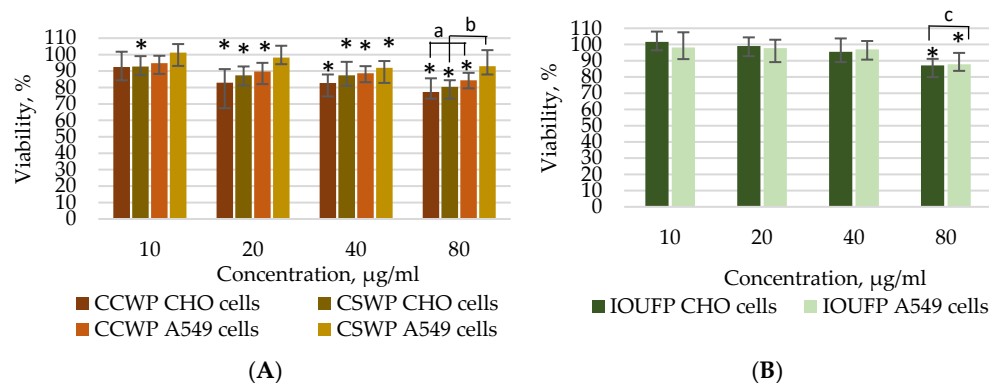 110
100
90
80
70
60
50
40
30
20
10
0
Viability, %
* * * * * * * * * * *
a b
10 20 40 80
Concentration, µg/ml
CCWP CHO cells CSWP CHO cells
CCWP A549 cells CSWP A549 cells
(A)
110
100
90
80
70
60
50
40
30
20
10
0
Viability, %
c
* *
10 20 40 80
Concentration, µg/ml
IOUFP CHO cells IOUFP A549 cells
(B)